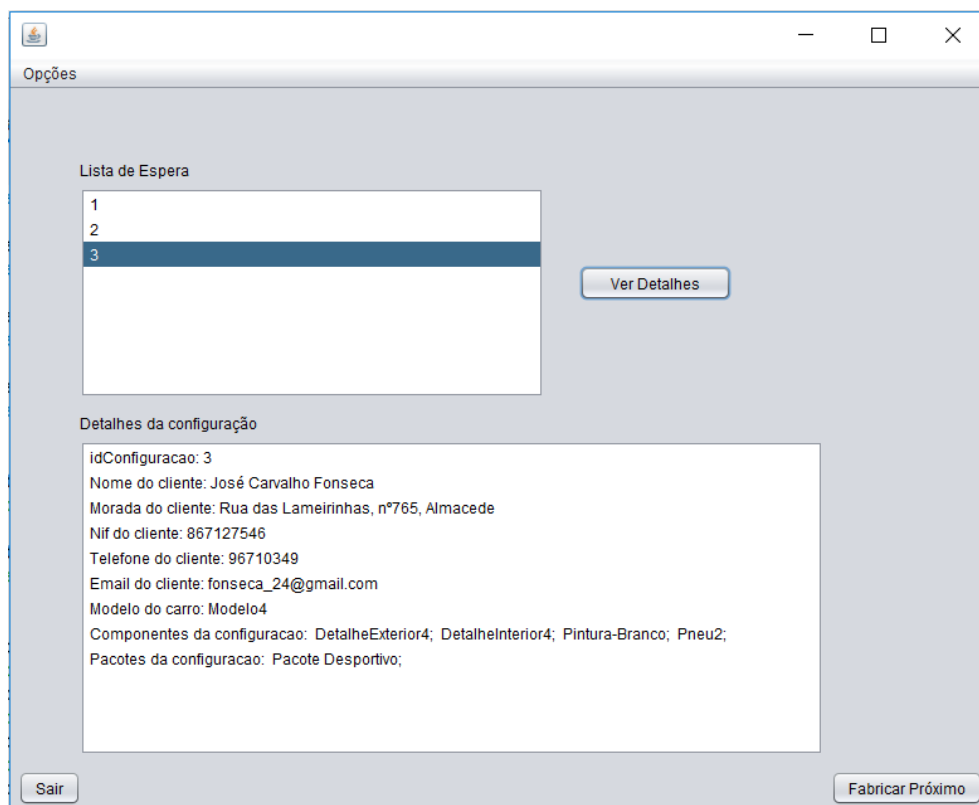 Opções
Lista de Espera
1
2
3
Ver Detalhes
Detalhes da configuração
idConfiguracao: 3
Nome do cliente: José Carvalho Fonseca
Morada do cliente: Rua das Lameirinhas, nº765, Almacede
Nif do cliente: 867127546
Telefone do cliente: 96710349
Email do cliente: fonseca_24@gmail.com
Modelo do carro: Modelo4
Componentes da configuracao: DetalheExterior4; DetalheInterior4; Pintura-Branco; Pneu2;
Pacotes da configuracao: Pacote Desportivo;
Sair
Fabricar Próximo